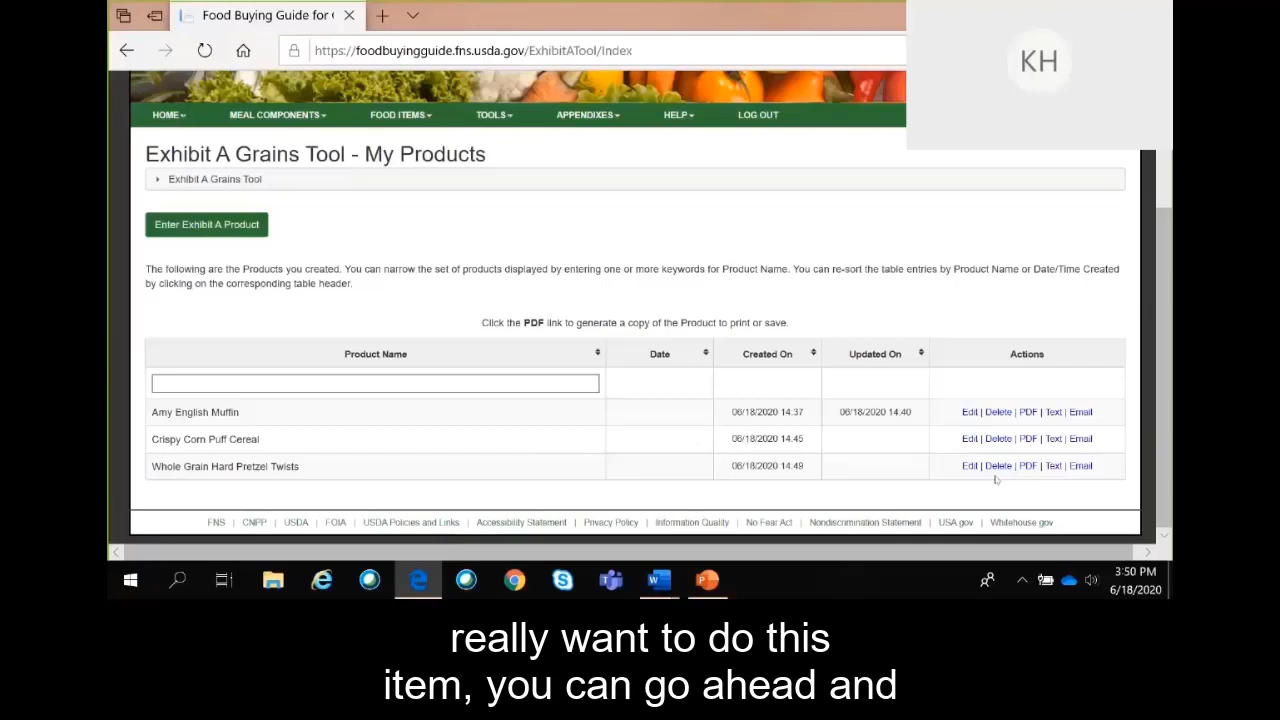 Food Buying Guide for
https://foodbuyingguide.fns.usda.gov/ExhibitATool/Index
KH
HOME MEAL COMPONENTS FOOD ITEMS TOOLS APPENDIXES HELP LOG OUT
Exhibit A Grains Tool - My Products
Exhibit A Grains Tool
Enter Exhibit A Product
The following are the Products you created. You can narrow the set of products displayed by entering one or more keywords for Product Name. You can re-sort the table entries by Product Name or Date/Time Created
by clicking on the corresponding table header.
Click the PDF link to generate a copy of the Product to print or save.
Product Name Date Created On Updated On Actions
Amy English Muffin 06/18/2020 14:37 06/18/2020 14:40 Edit | Delete | PDF | Text | Email
Crispy Corn Puff Cereal 06/18/2020 14:45 Edit | Delete | PDF | Text | Email
Whole Grain Hard Pretzel Twists 06/18/2020 14:49 Edit | Delete | PDF | Text | Email
FNS | CNPP | USDA | FOIA | USDA Policies and Links | Accessibility Statement | Privacy Policy | Information Quality | No Fear Act | Nondiscrimination Statement | USA.gov | Whitehouse.gov
3:50 PM
6/18/2020
really want to do this
item, you can go ahead and